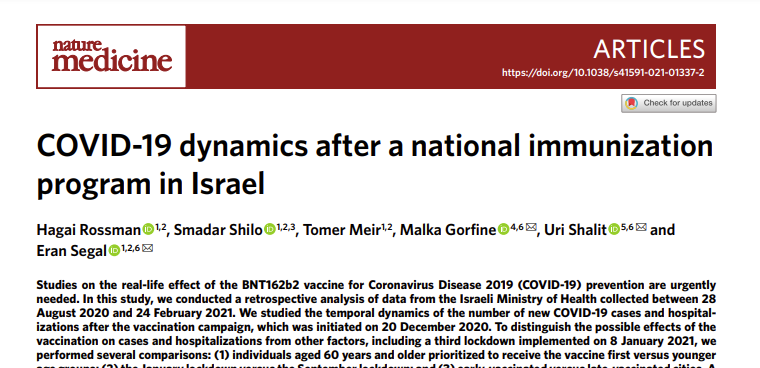 nature
medicine
ARTICLES
https://doi.org/10.1038/s41591-021-01337-2
Check for updates
COVID-19 dynamics after a national immunization
program in Israel
Hagai Rossman 1,2, Smadar Shilo 1,2,3, Tomer Meir1,2, Malka Gorfine 4,6 ✉, Uri Shalit 5,6 ✉ and
Eran Segal 1,2,6 ✉
Studies on the real-life effect of the BNT162b2 vaccine for Coronavirus Disease 2019 (COVID-19) prevention are urgently
needed. In this study, we conducted a retrospective analysis of data from the Israeli Ministry of Health collected between 28
August 2020 and 24 February 2021. We studied the temporal dynamics of the number of new COVID-19 cases and hospital-
izations after the vaccination campaign, which was initiated on 20 December 2020. To distinguish the possible effects of the
vaccination on cases and hospitalizations from other factors, including a third lockdown implemented on 8 January 2021, we
performed several comparisons: (1) individuals aged 60 years and older prioritized to receive the vaccine first versus younger
age groups; (2) the January lockdown versus the September lockdown; and (3) early-vaccinated versus late-vaccinated cities. A